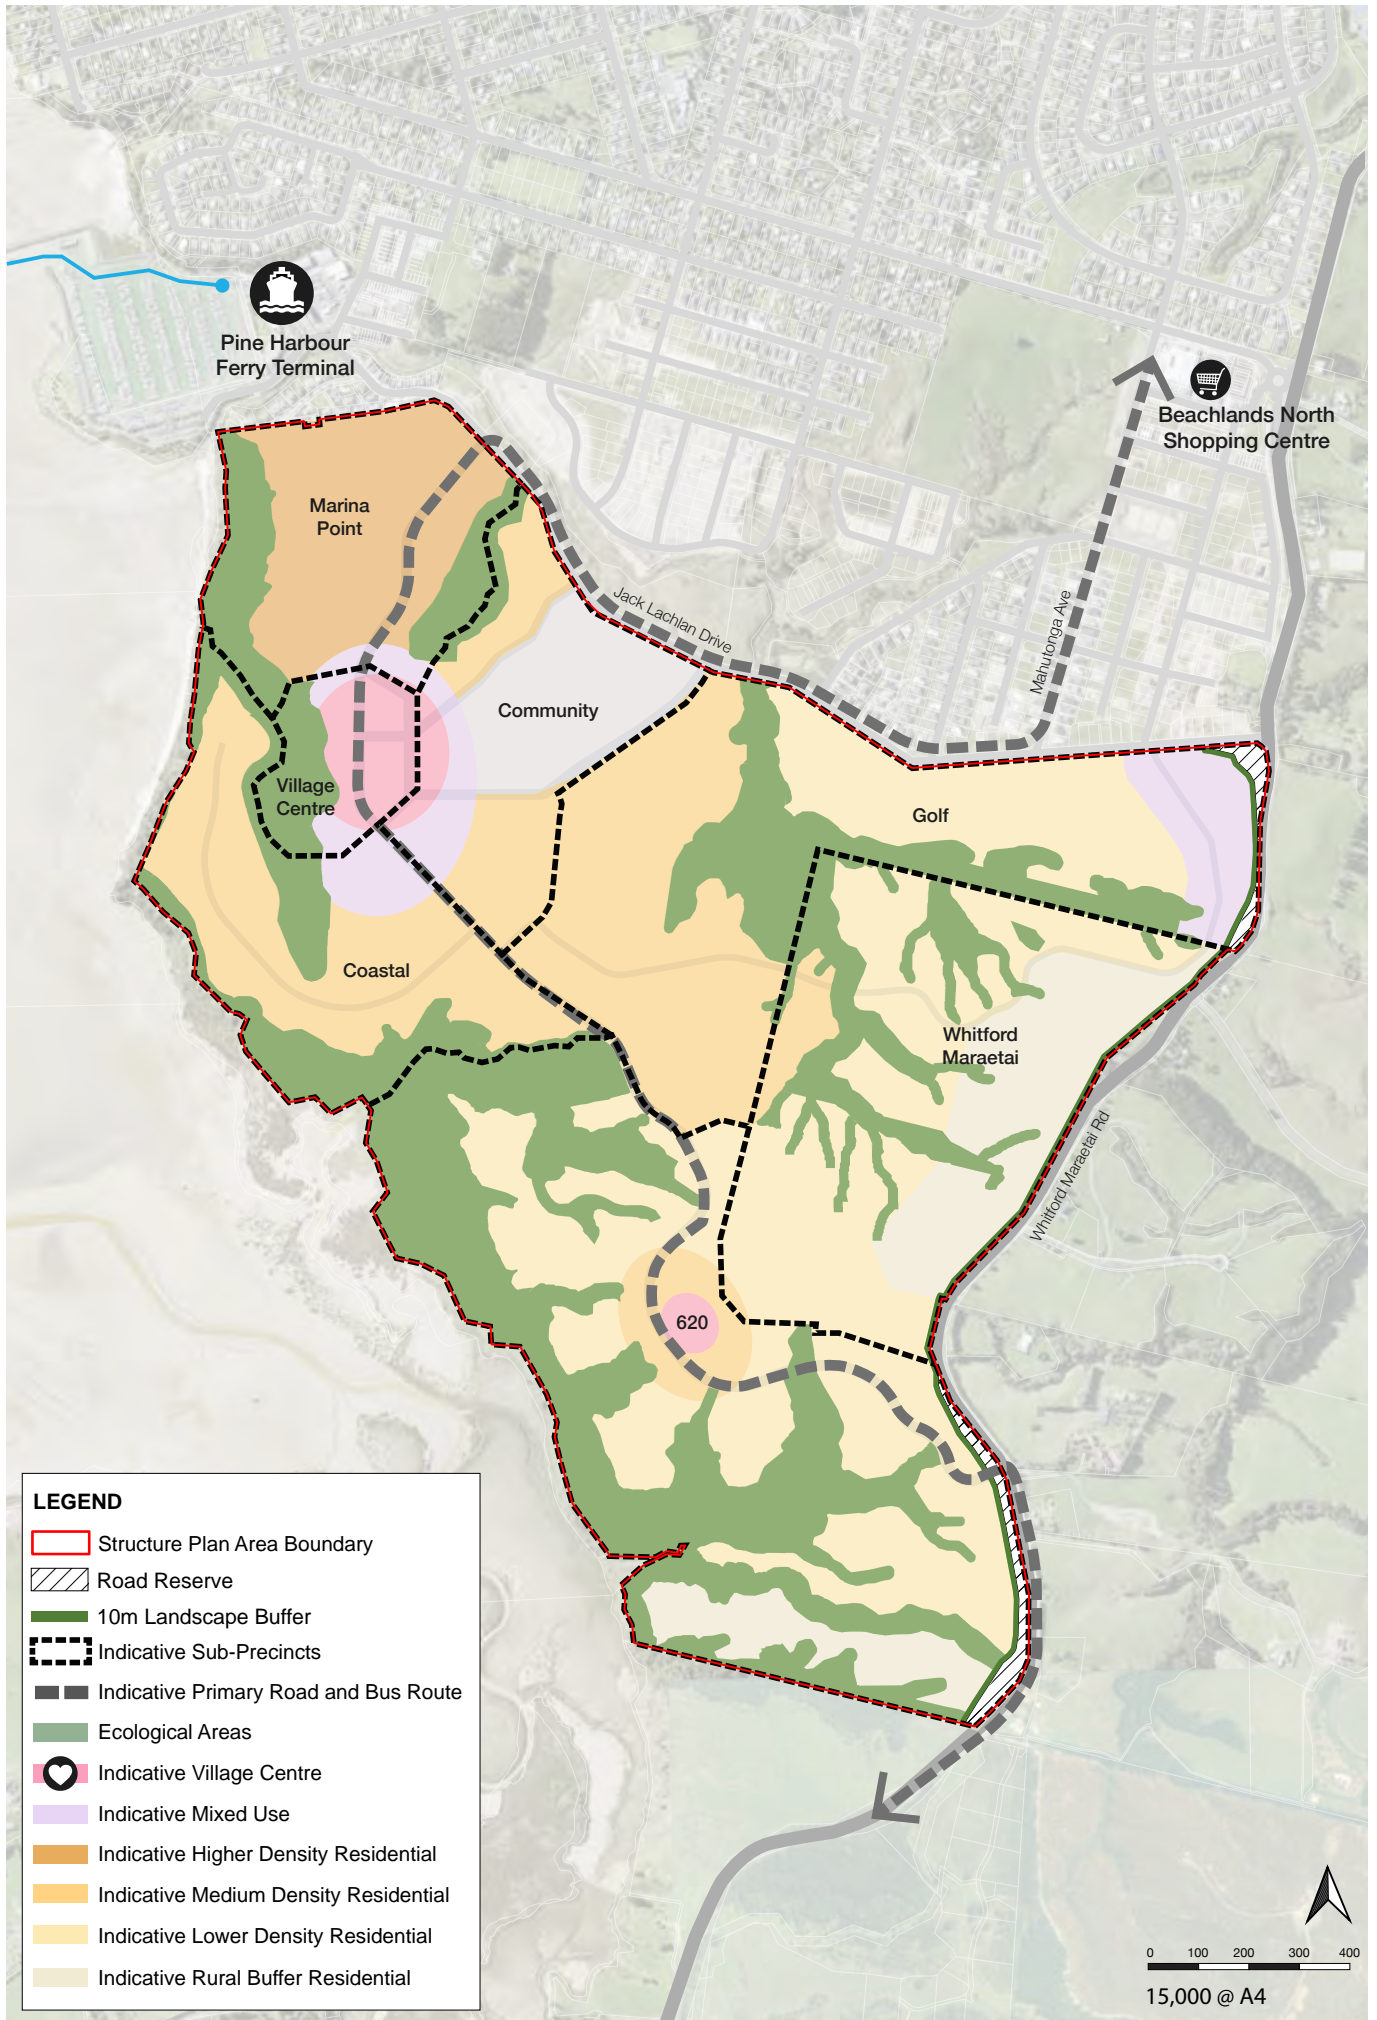 Pine Harbour
Ferry Terminal
Beachlands North
Shopping Centre
Marina
Point
Jack Lachlan Drive
Mahutonga Ave
Community
Village
Centre
Golf
Coastal
Whitford
Maraetai
Whitford Maraetai Rd
620
LEGEND
Structure Plan Area Boundary
Road Reserve
10m Landscape Buffer
Indicative Sub-Precincts
Indicative Primary Road and Bus Route
Ecological Areas
Indicative Village Centre
Indicative Mixed Use
Indicative Higher Density Residential
Indicative Medium Density Residential
Indicative Lower Density Residential
Indicative Rural Buffer Residential
0 100 200 300 400
15,000 @ A4